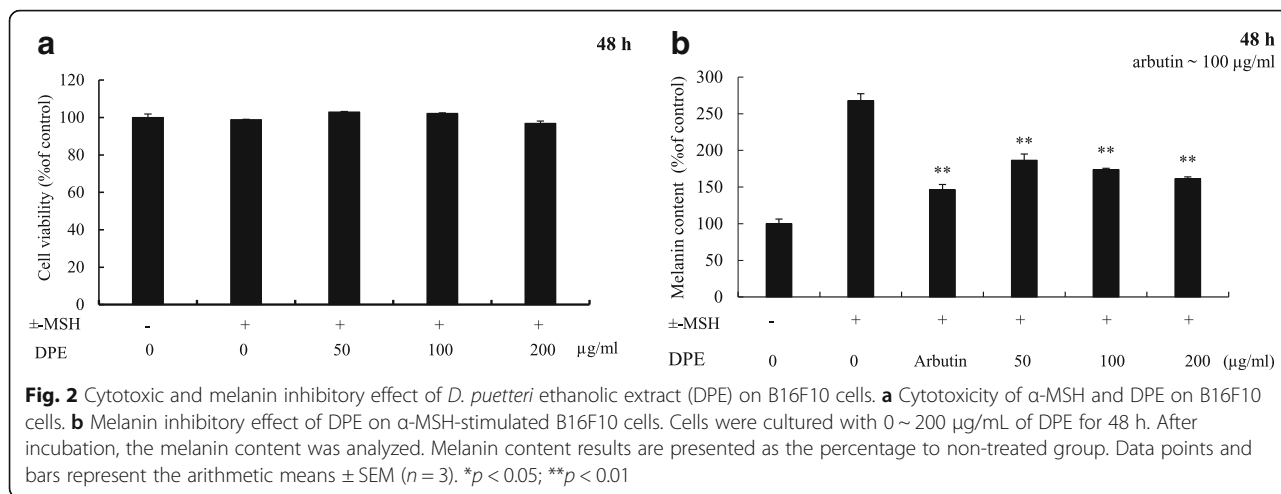 a
48 h
120
100
80
60
40
20
0
Cell viability (%of control)
±-MSH - + + + +
DPE 0 0 50 100 200 µg/ml
b
48 h
arbutin ~ 100 µg/ml
300
250
200
150
100
50
0
Melanin content (%of control)
** ** ** **
±-MSH - + + + + +
DPE 0 0 Arbutin 50 100 200 (µg/ml)
Fig. 2 Cytotoxic and melanin inhibitory effect of D. puetteri ethanolic extract (DPE) on B16F10 cells. a Cytotoxicity of α-MSH and DPE on B16F10
cells. b Melanin inhibitory effect of DPE on α-MSH-stimulated B16F10 cells. Cells were cultured with 0 ~ 200 µg/mL of DPE for 48 h. After
incubation, the melanin content was analyzed. Melanin content results are presented as the percentage to non-treated group. Data points and
bars represent the arithmetic means ± SEM (n = 3). *p < 0.05; **p < 0.01